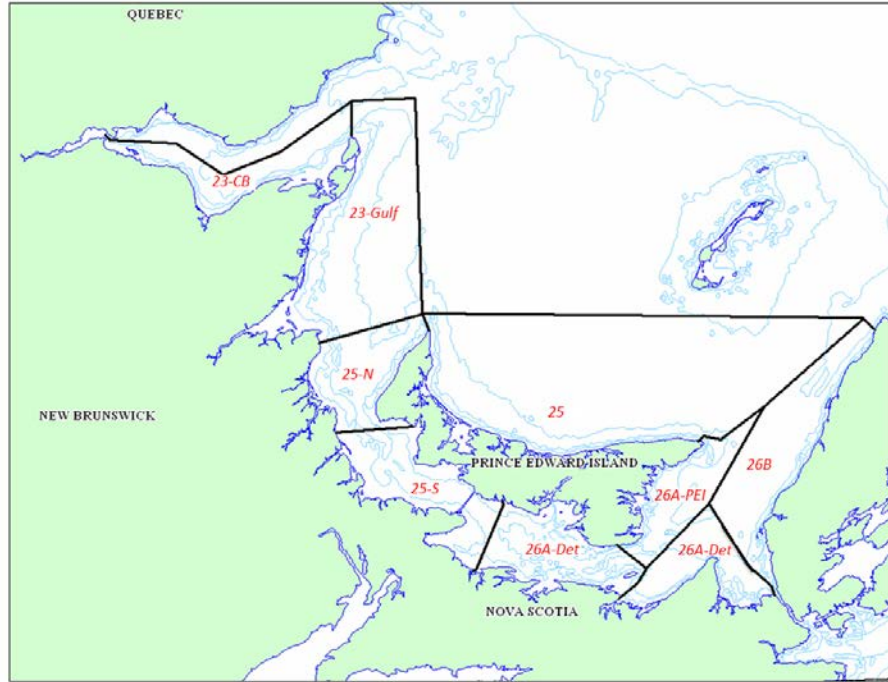 QUEBEC
23-CB
23-Gulf
25-N
NEW BRUNSWICK
25
PRINCE EDWARD ISLAND
26B
25-S
26A-PEI
26A-Det
26A-Det
NOVA SCOTIA